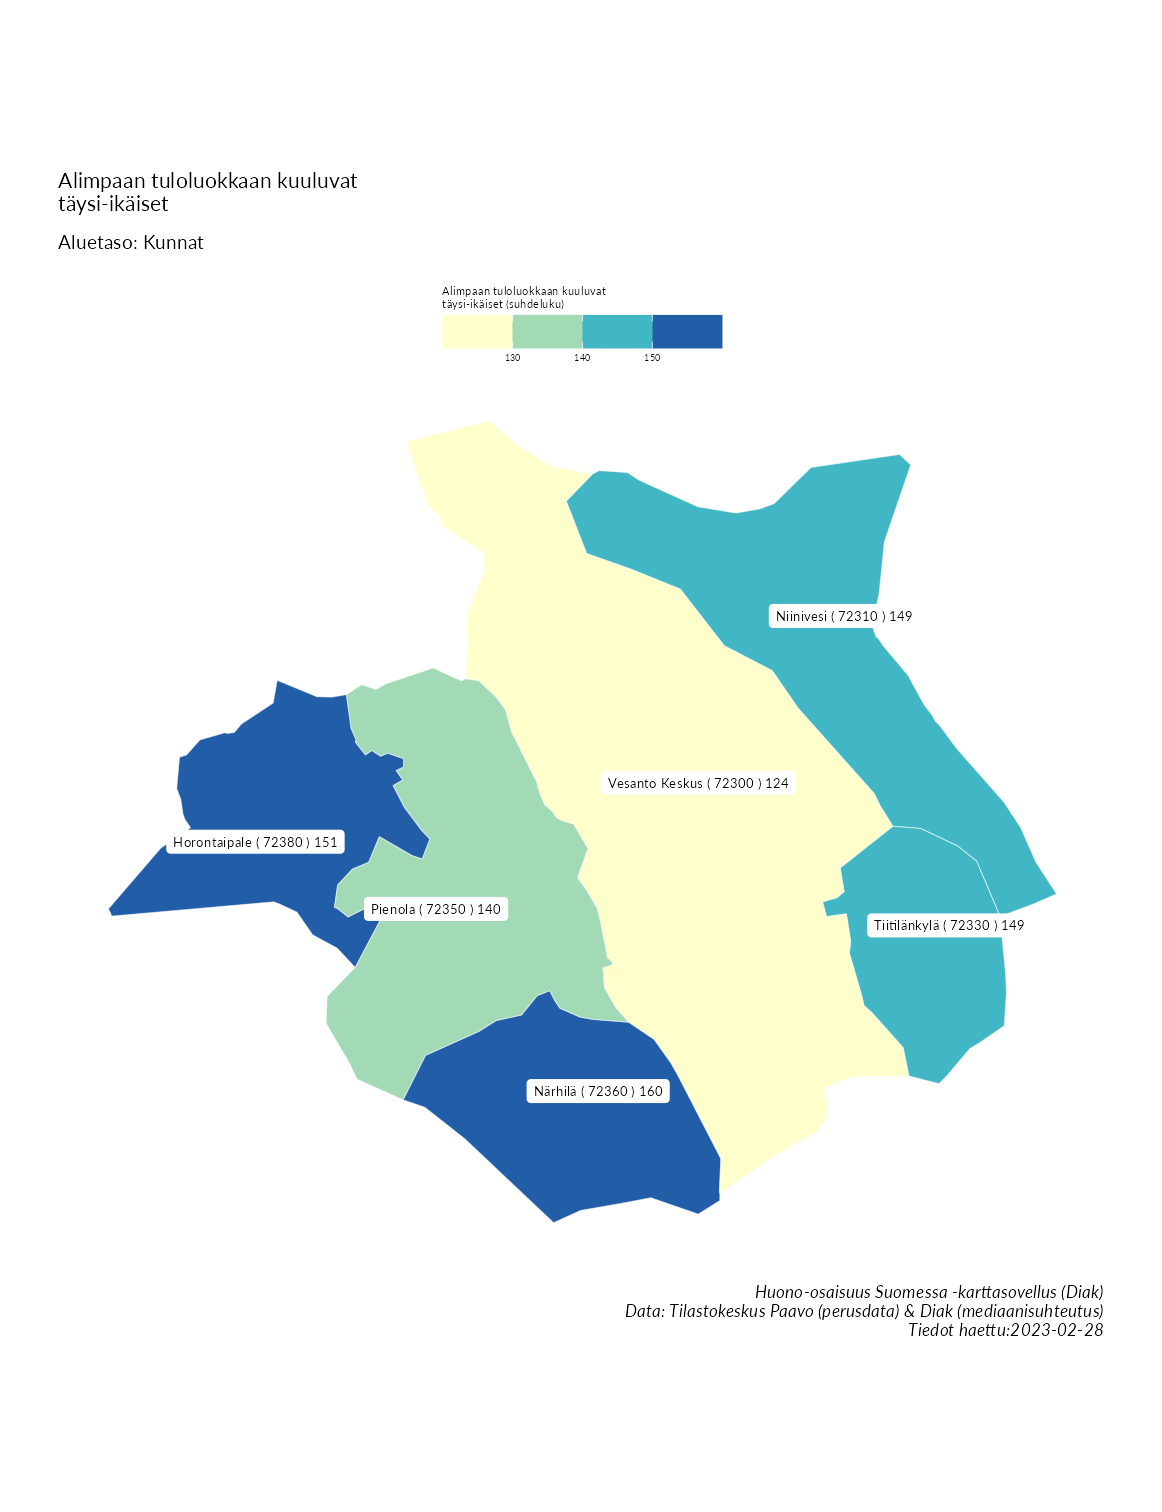 Alimpaan tuloluokkaan kuuluvat
täysi-ikäiset
Aluetaso: Kunnat
Alimpaan tuloluokkaan kuuluvat
täysi-ikäiset (suhdeluku)
130 140 150
Niinivesi ( 72310 ) 149
Vesanto Keskus ( 72300 ) 124
Horontaipale ( 72380 ) 151
Pienola ( 72350 ) 140
Tiitilänkylä ( 72330 ) 149
Närhilä ( 72360 ) 160
Huono-osaisuus Suomessa -karttasovellus (Diak)
Data: Tilastokeskus Paavo (perusdata) & Diak (mediaanisuhteutus)
Tiedot haettu:2023-02-28